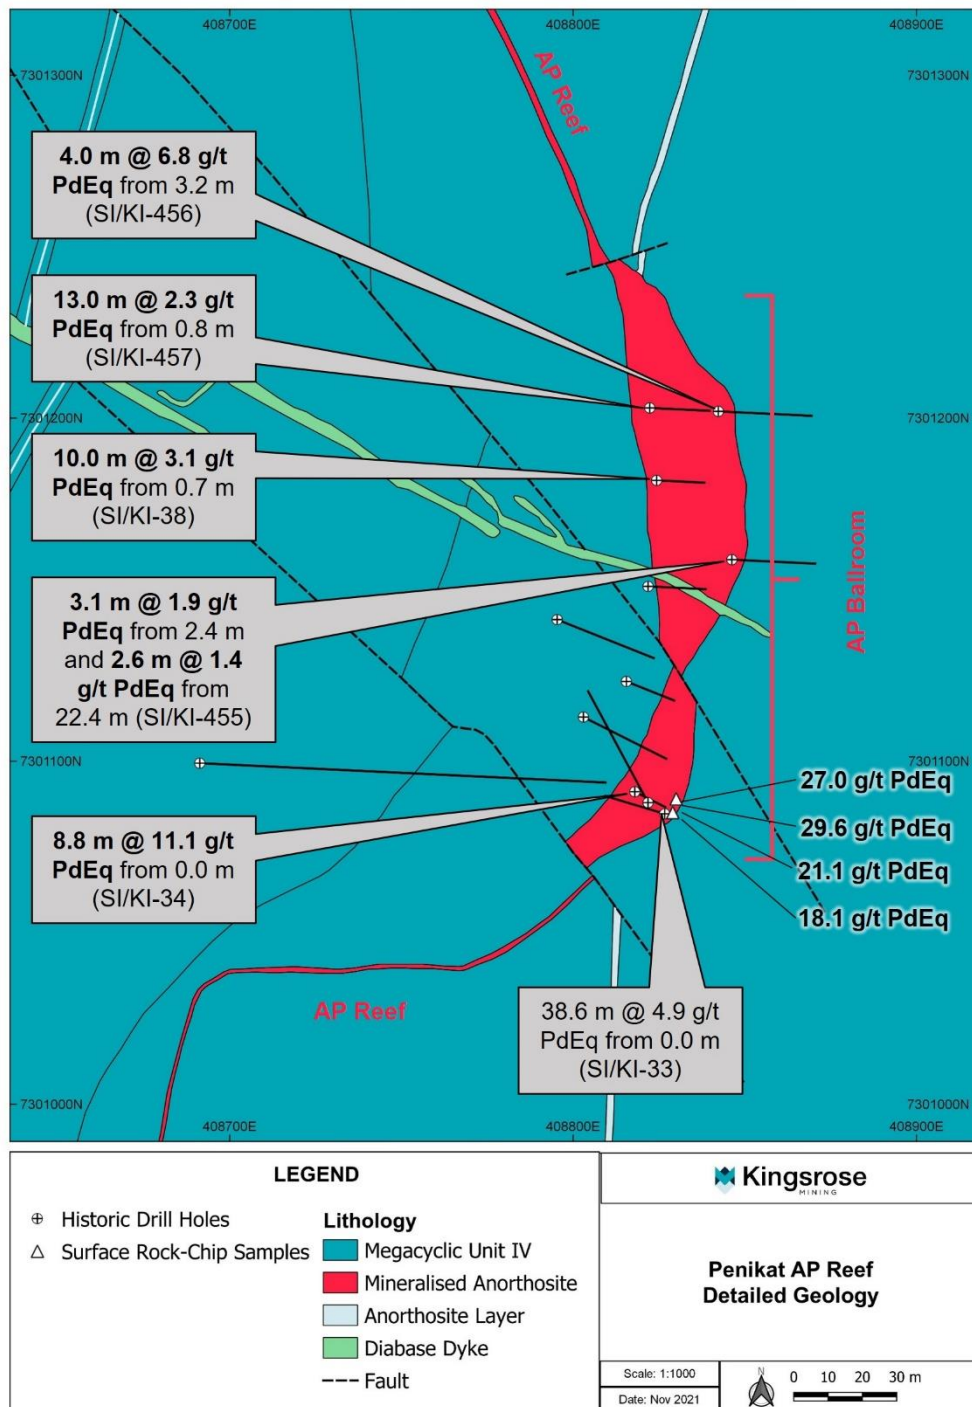 408700E
408800E
408900E
7301300N
7301300N
AP Reef
4.0 m @ 6.8 g/t
PdEq from 3.2 m
(SI/KI-456)
13.0 m @ 2.3 g/t
PdEq from 0.8 m
(SI/KI-457)
7301200N
7301200N
10.0 m @ 3.1 g/t
PdEq from 0.7 m
(SI/KI-38)
AP Ballroom
3.1 m @ 1.9 g/t
PdEq from 2.4 m
and 2.6 m @ 1.4
g/t PdEq from
22.4 m (SI/KI-455)
7301100N
7301100N
27.0 g/t PdEq
29.6 g/t PdEq
21.1 g/t PdEq
18.1 g/t PdEq
8.8 m @ 11.1 g/t
PdEq from 0.0 m
(SI/KI-34)
AP Reef
38.6 m @ 4.9 g/t
PdEq from 0.0 m
(SI/KI-33)
7301000N
7301000N
408700E
408800E
408900E
LEGEND
Historic Drill Holes
Surface Rock-Chip Samples
Lithology
Megacyclic Unit IV
Mineralised Anorthosite
Anorthosite Layer
Diabase Dyke
Fault
Kingsrose
MINING
Penikat AP Reef
Detailed Geology
Scale: 1:1000
Date: Nov 2021
N
0 10 20 30 m